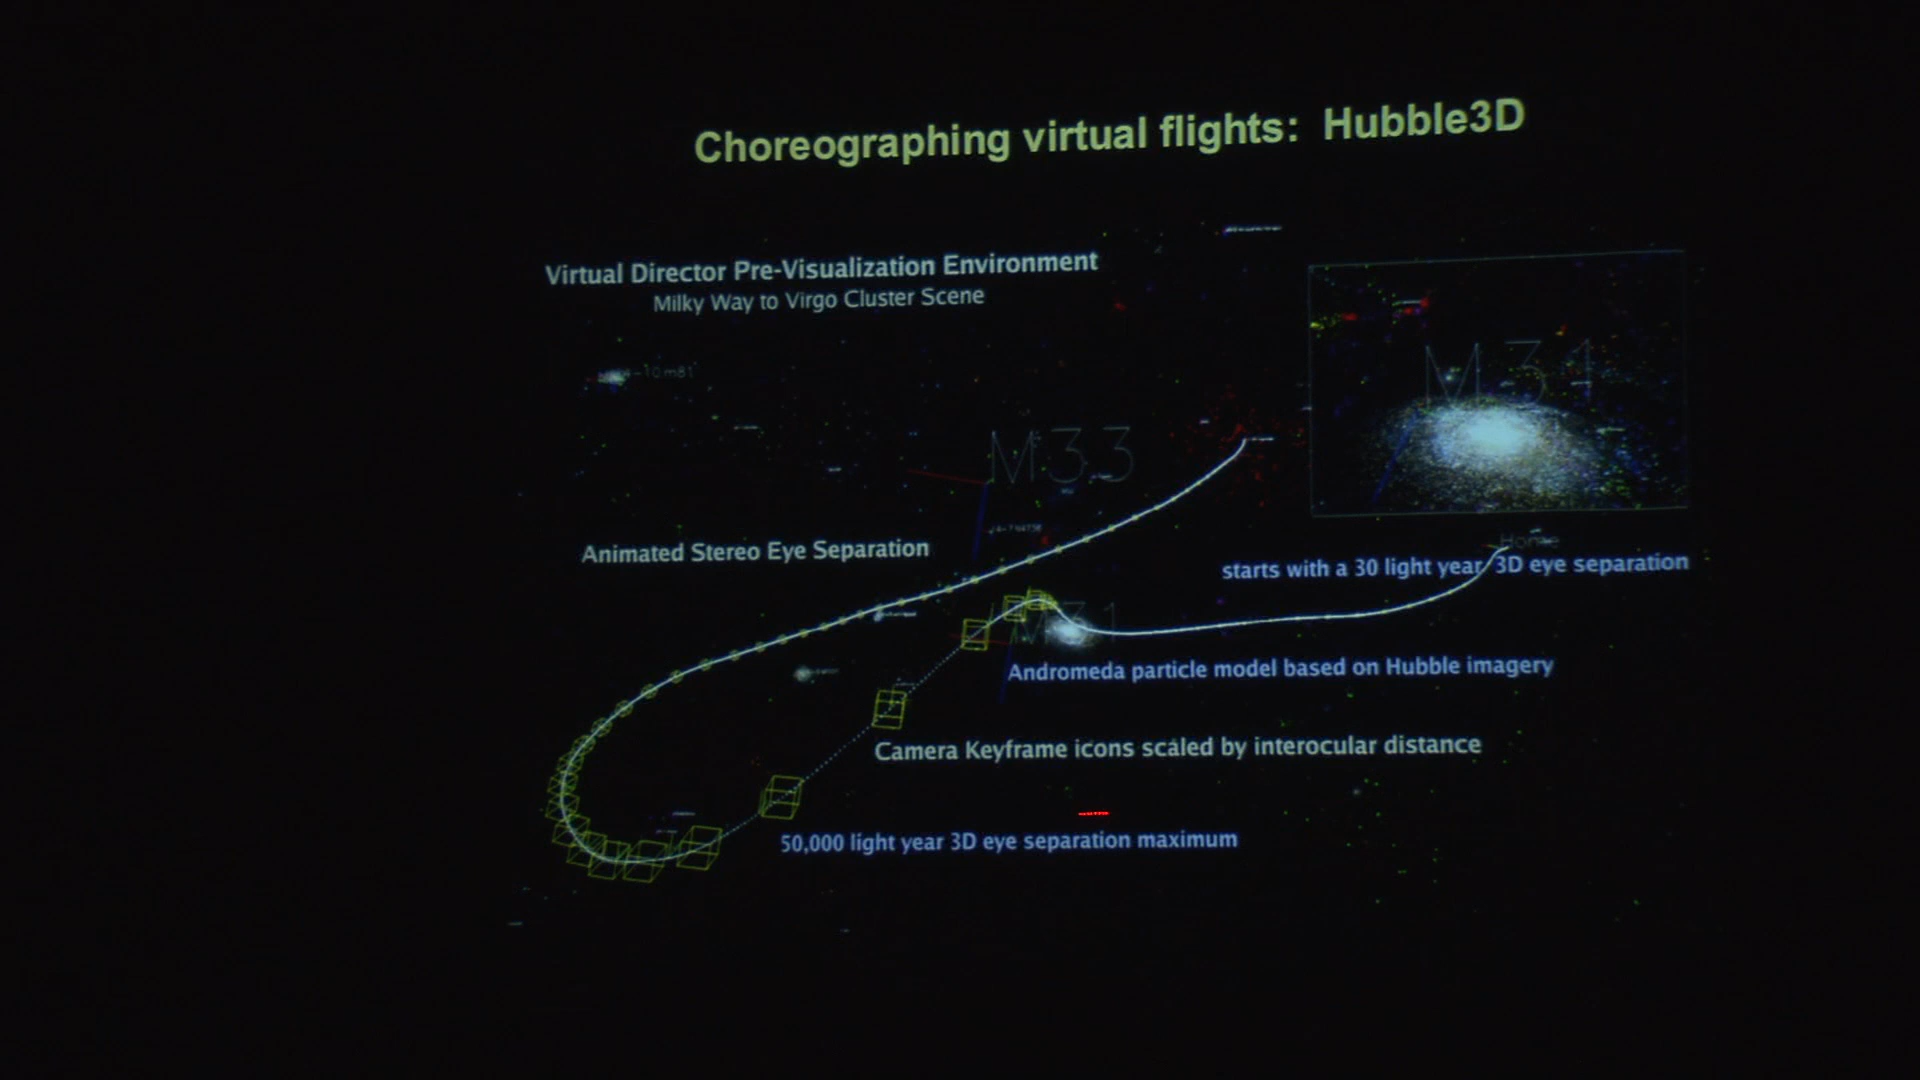 Choreographing virtual flights: Hubble3D
Virtual Director Pre-Visualization Environment
Milky Way to Virgo Cluster Scene
M31
M33
Animated Stereo Eye Separation
Home
starts with a 30 light year 3D eye separation
M31
Andromeda particle model based on Hubble imagery
Camera Keyframe icons scaled by interocular distance
50,000 light year 3D eye separation maximum